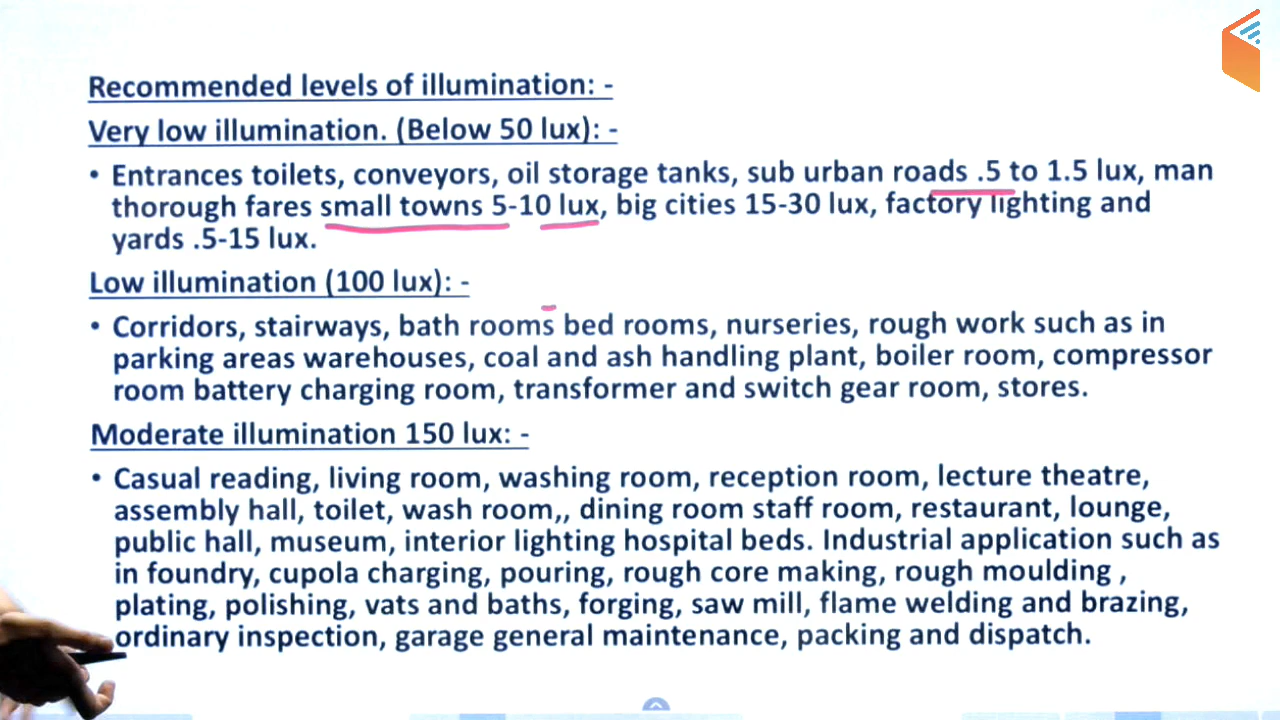 Recommended levels of illumination: -
Very low illumination. (Below 50 lux): -
• Entrances toilets, conveyors, oil storage tanks, sub urban roads .5 to 1.5 lux, man
thorough fares small towns 5-10 lux, big cities 15-30 lux, factory lighting and
yards .5-15 lux.
Low illumination (100 lux): -
• Corridors, stairways, bath rooms bed rooms, nurseries, rough work such as in
parking areas warehouses, coal and ash handling plant, boiler room, compressor
room battery charging room, transformer and switch gear room, stores.
Moderate illumination 150 lux: -
• Casual reading, living room, washing room, reception room, lecture theatre,
assembly hall, toilet, wash room,, dining room staff room, restaurant, lounge,
public hall, museum, interior lighting hospital beds. Industrial application such as
in foundry, cupola charging, pouring, rough core making, rough moulding ,
plating, polishing, vats and baths, forging, saw mill, flame welding and brazing,
ordinary inspection, garage general maintenance, packing and dispatch.